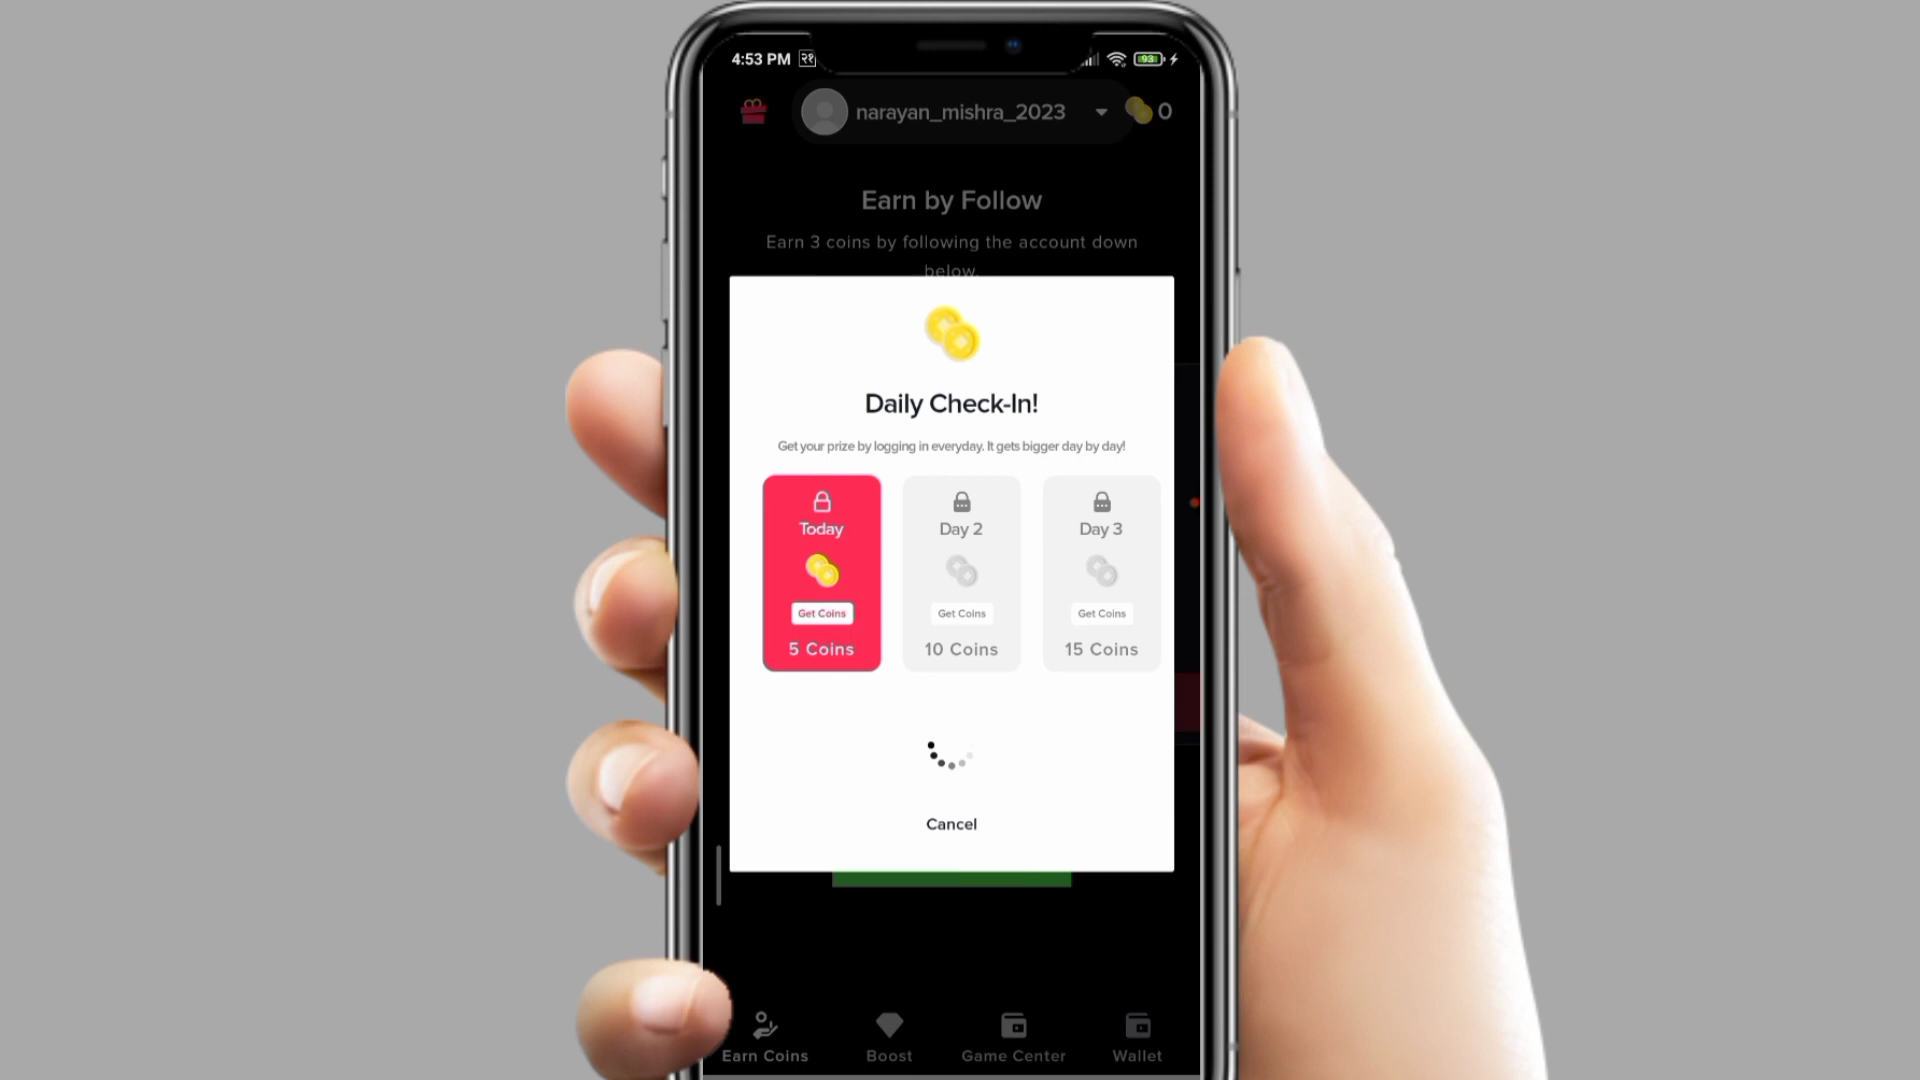 4:53 PM २१
93
narayan_mishra_2023
0
Earn by Follow
Earn 3 coins by following the account down
below.
Daily Check-In!
Get your prize by logging in everyday. It gets bigger day by day!
Today
Day 2
Day 3
Get Coins
Get Coins
Get Coins
5 Coins
10 Coins
15 Coins
Cancel
Earn Coins
Boost
Game Center
Wallet